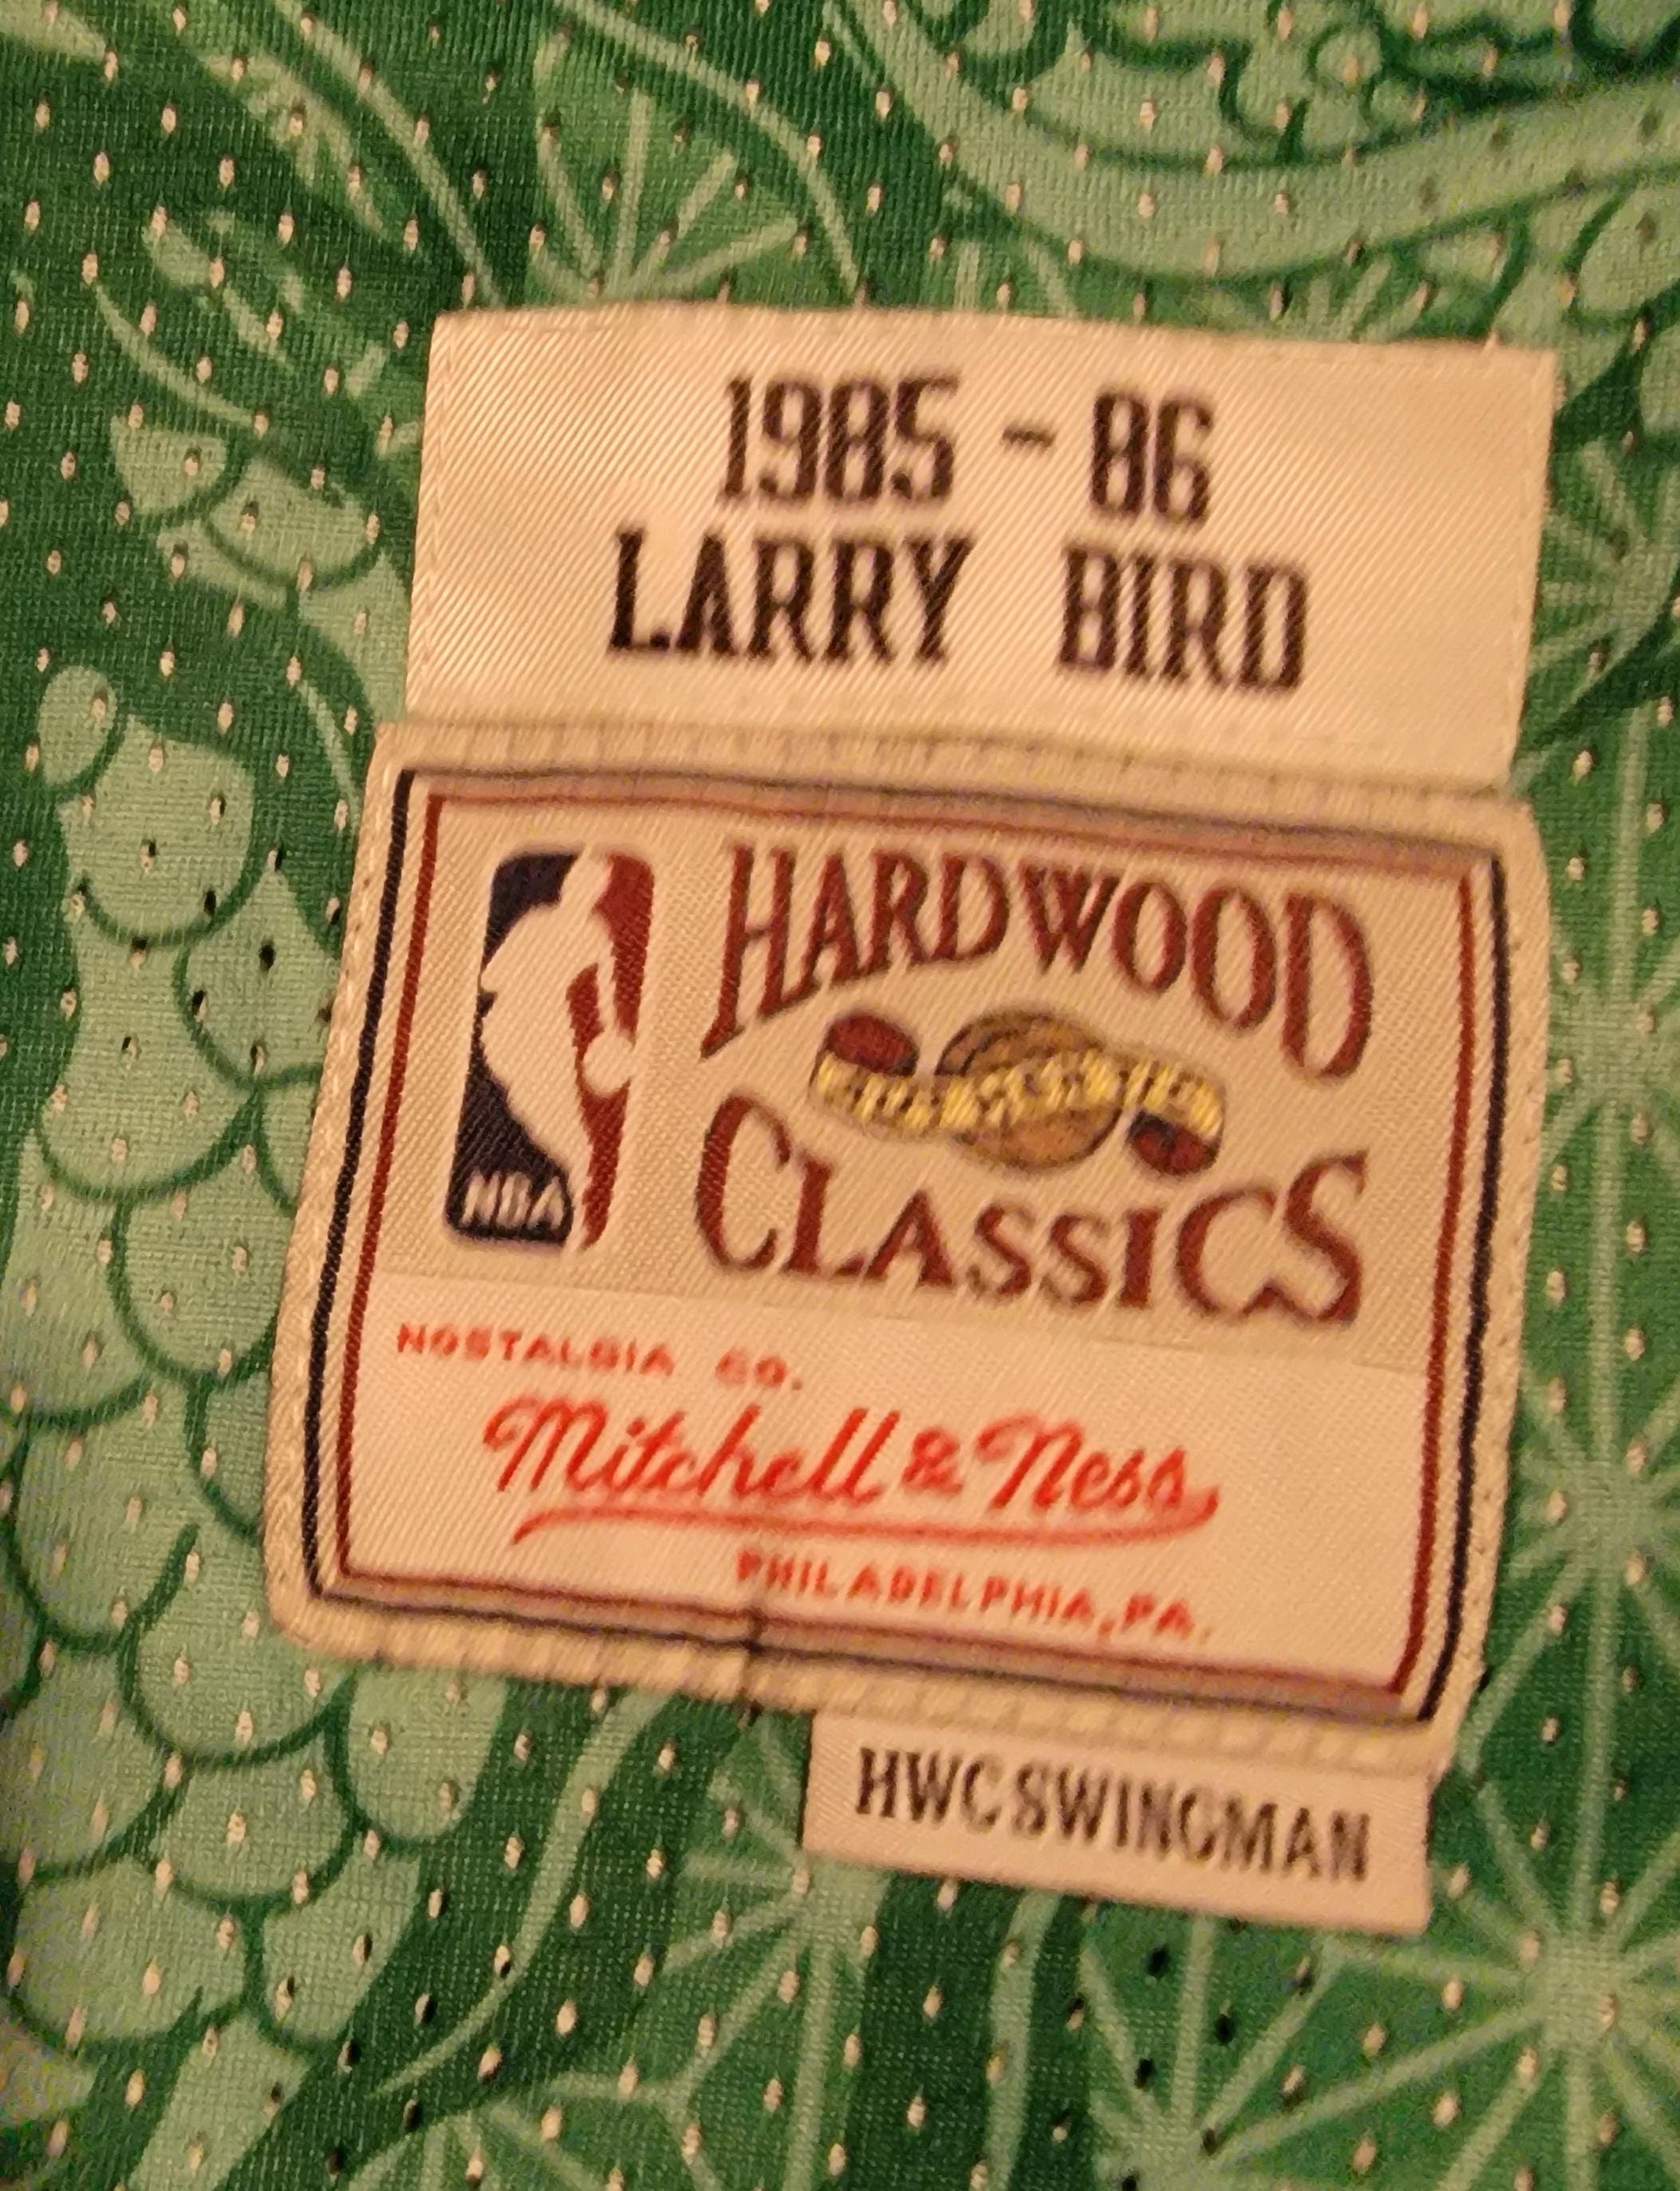 1985 - 86
LARRY BIRD
NBA
HARDWOOD
CLASSICS
NOSTALGIA CO.
Mitchell & Ness
PHILADELPHIA, PA.
HWC SWINGMAN